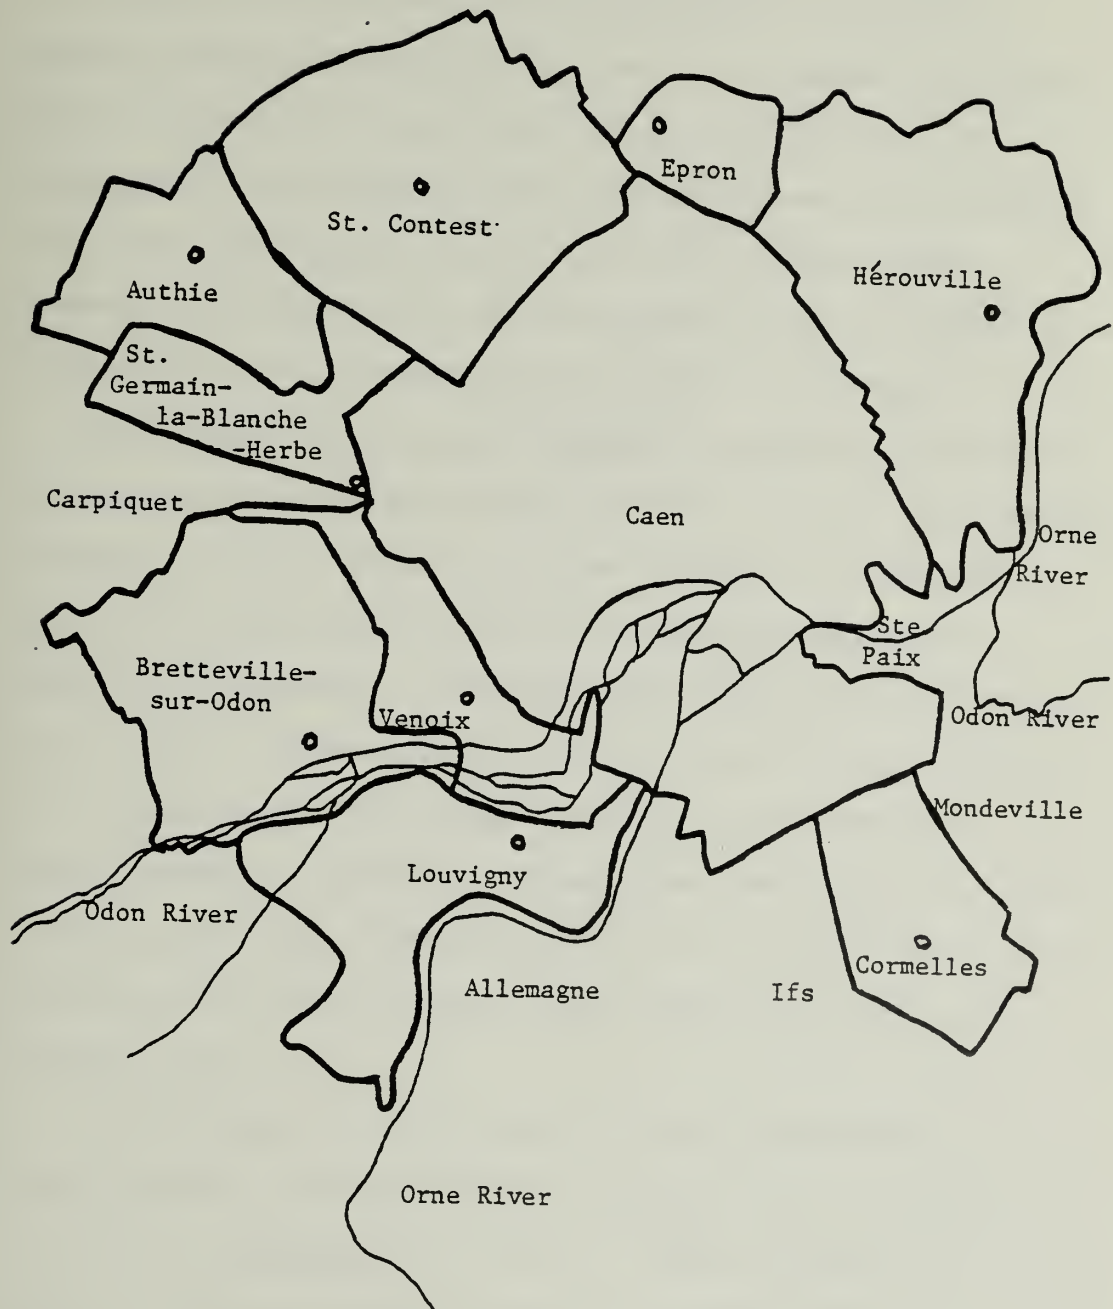 Epron
St. Contest
Hérouville
Authie
St.
Germain-
la-Blanche
-Herbe
Carpiquet
Caen
Orne
River
Ste
Paix
Bretteville-
sur-Odon
Venoix
Odon River
Mondeville
Louvigny
Odon River
Cormelles
Allemagne
Ifs
Orne River